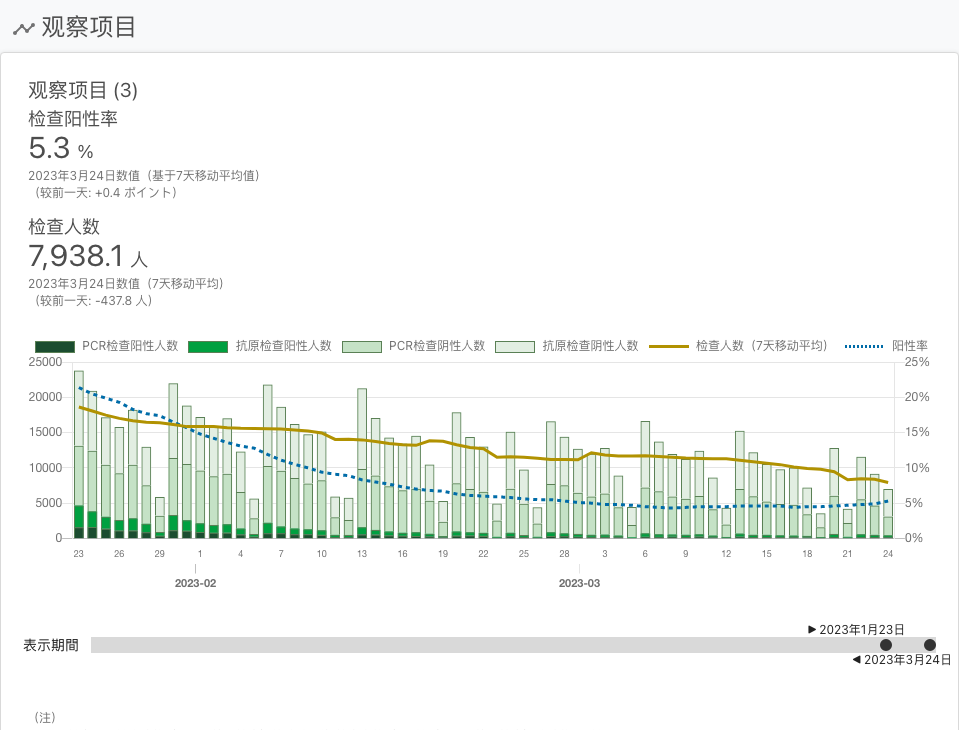 观察项目
观察项目 (3)
检查阳性率
5.3 %
2023年3月24日数值（基于7天移动平均值）
（较前一天: +0.4 ポイント）
检查人数
7,938.1 人
2023年3月24日数值（7天移动平均）
（较前一天: -437.8 人）
PCR检查阳性人数 抗原检查阳性人数 PCR检查阴性人数 抗原检查阴性人数 检查人数（7天移动平均） 阳性率
25000 25%
20000 20%
15000 15%
10000 10%
5000 5%
0 0%
23 26 29 1 4 7 10 13 16 19 22 25 28 3 6 9 12 15 18 21 24
2023-02 2023-03
►2023年1月23日
表示期間
◄2023年3月24日
（注）